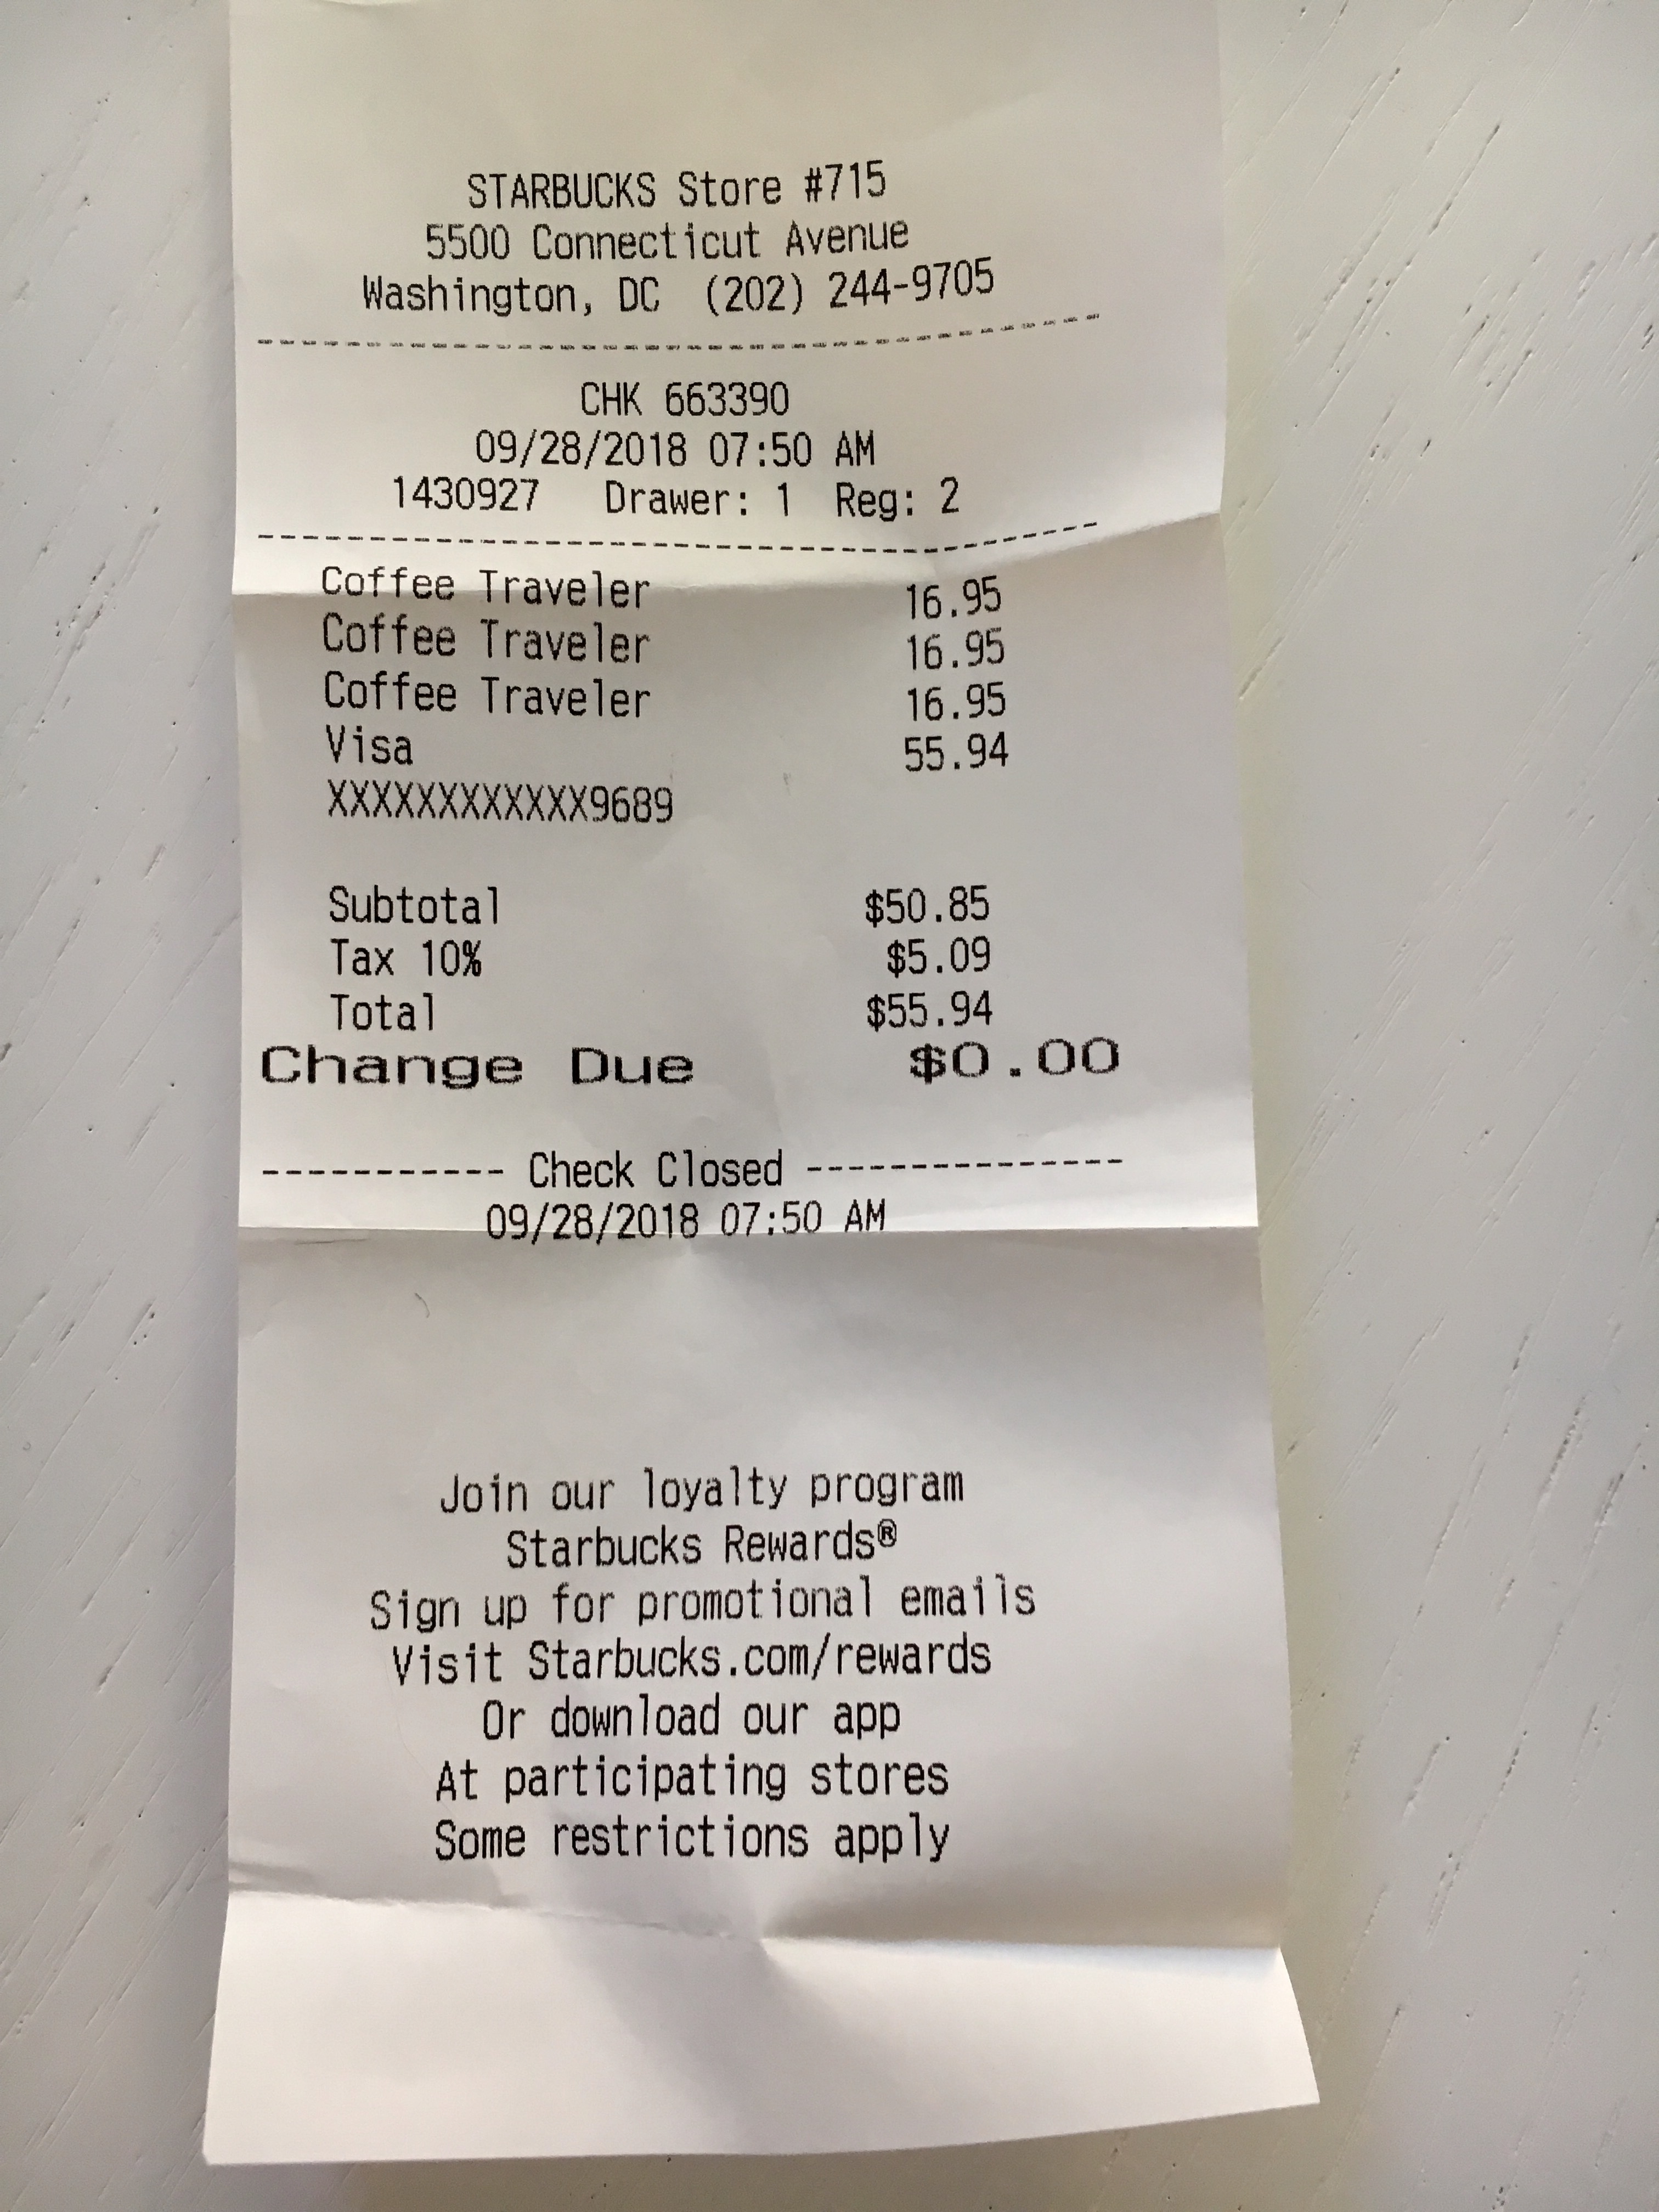 STARBUCKS Store #715
5500 Connecticut Avenue
Washington, DC (202) 244-9705
--------------------------------------
CHK 663390
09/28/2018 07:50 AM
1430927 Drawer: 1 Reg: 2
--------------------------------------
Coffee Traveler 16.95
Coffee Traveler 16.95
Coffee Traveler 16.95
Visa 55.94
XXXXXXXXXXXX9689
Subtotal $50.85
Tax 10% $5.09
Total $55.94
Change Due $0.00
----------- Check Closed ---------------
09/28/2018 07:50 AM
Join our loyalty program
Starbucks Rewards®
Sign up for promotional emails
Visit Starbucks.com/rewards
Or download our app
At participating stores
Some restrictions apply